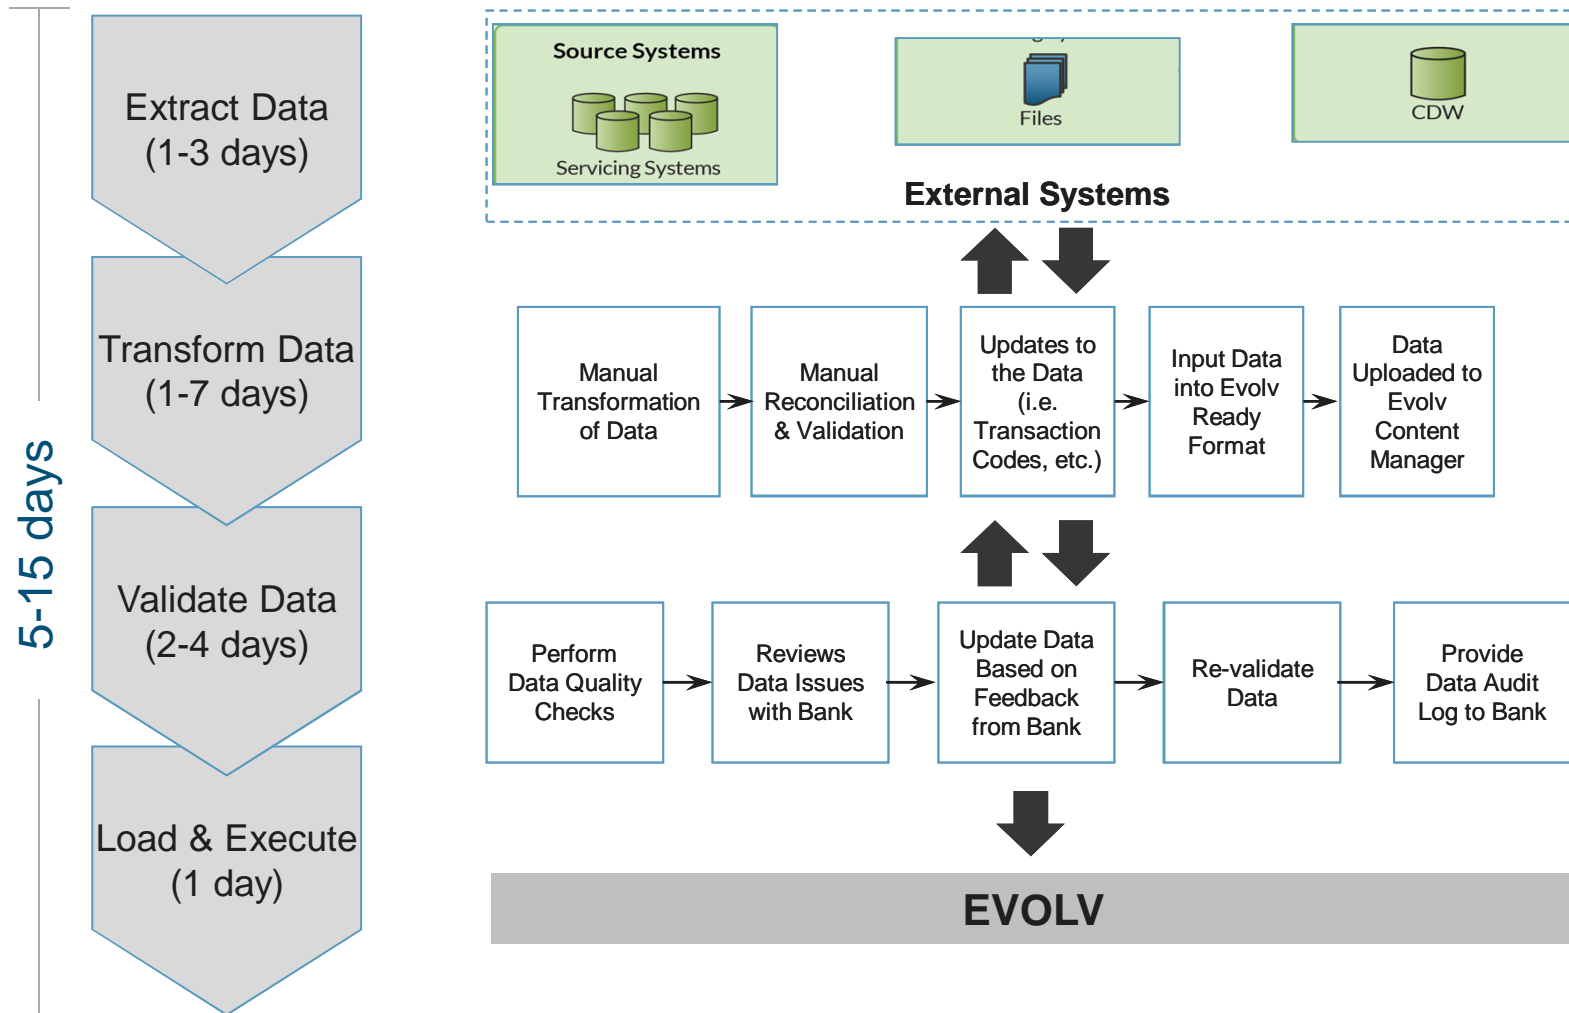 5-15 days
Extract Data
(1-3 days)
Transform Data
(1-7 days)
Validate Data
(2-4 days)
Load & Execute
(1 day)
Source Systems
Servicing Systems
Files
CDW
External Systems
Manual
Transformation
of Data
Manual
Reconciliation
& Validation
Updates to
the Data
(i.e.
Transaction
Codes, etc.)
Input Data
into Evolv
Ready
Format
Data
Uploaded to
Evolv
Content
Manager
Perform
Data Quality
Checks
Reviews
Data Issues
with Bank
Update Data
Based on
Feedback
from Bank
Re-validate
Data
Provide
Data Audit
Log to Bank
EVOLV